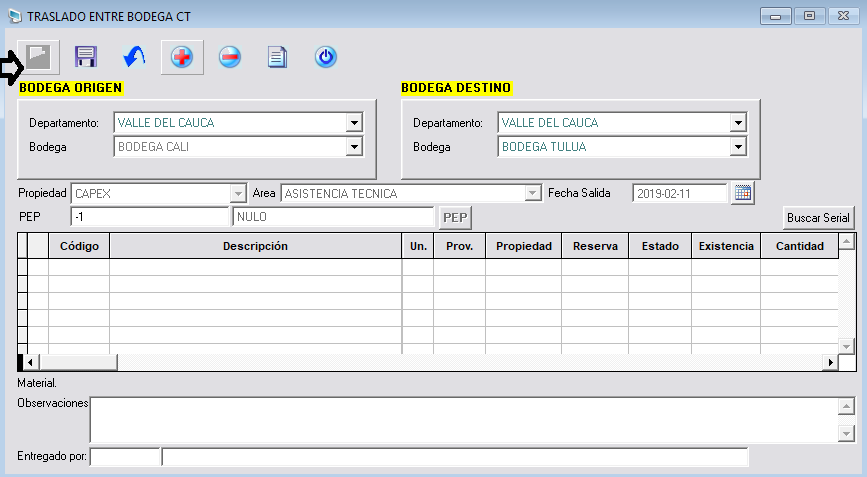 TRASLADO ENTRE BODEGA CT
BODEGA ORIGEN
BODEGA DESTINO
Departamento: VALLE DEL CAUCA
Departamento: VALLE DEL CAUCA
Bodega BODEGA CALI
Bodega BODEGA TULUA
Propiedad CAPEX Area ASISTENCIA TECNICA Fecha Salida 2019-02-11
PEP -1 NULO PEP Buscar Serial
Código Descripción Un. Prov. Propiedad Reserva Estado Existencia Cantidad
Material.
Observaciones
Entregado por: